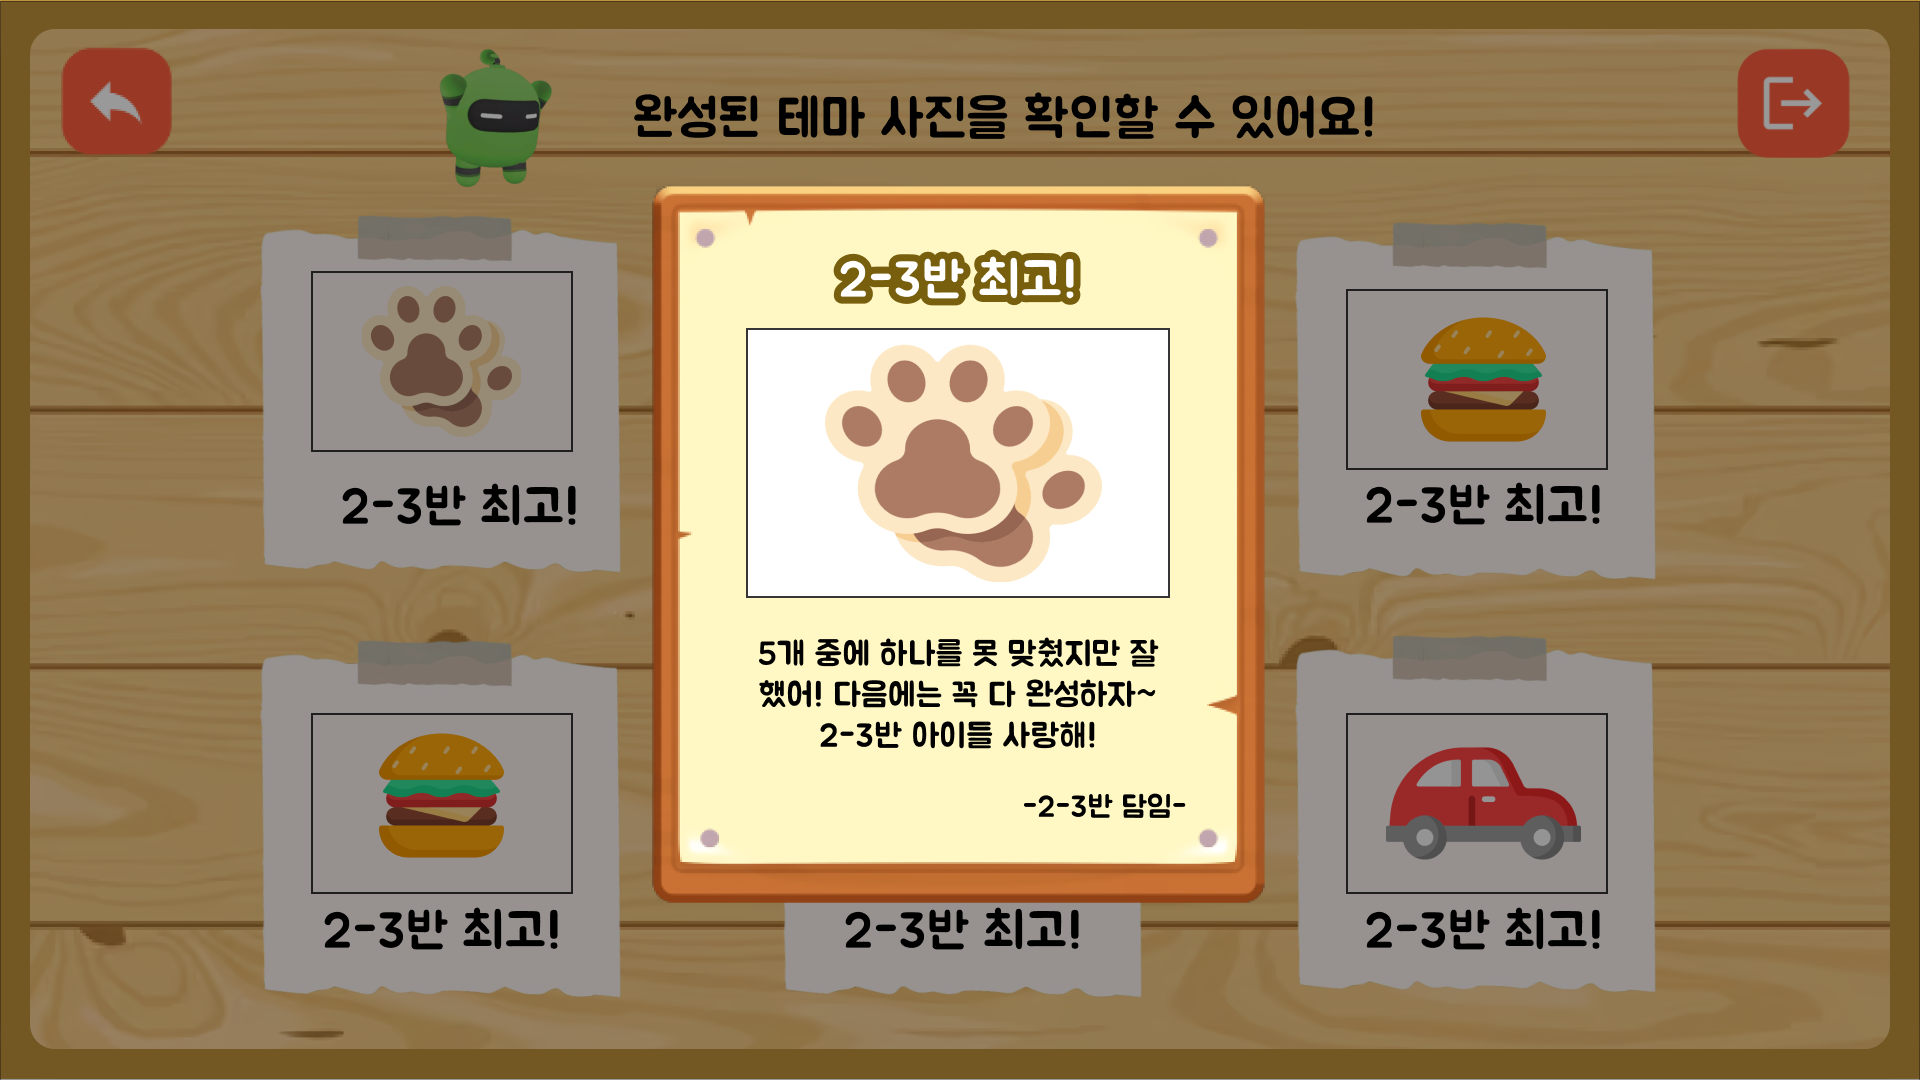 완성된 테마 사진을 확인할 수 있어요!
2-3반 최고!
5개 중에 하나를 못 맞췄지만 잘
했어! 다음에는 꼭 다 완성하자~
2-3반 아이들 사랑해!
-2-3반 담임-
2-3반 최고!
2-3반 최고!
2-3반 최고!
2-3반 최고!
2-3반 최고!